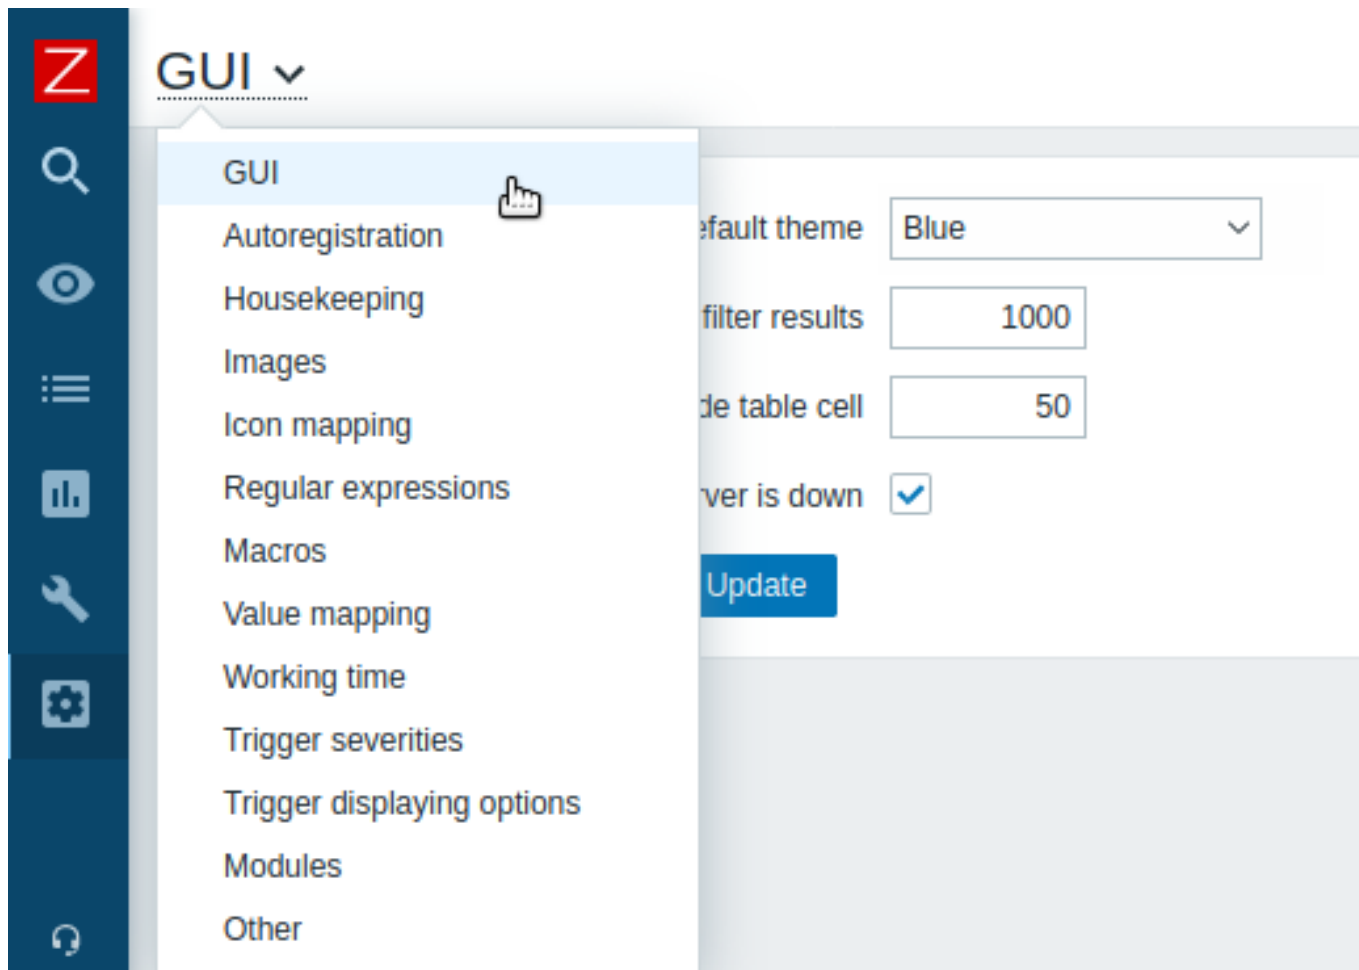 Z
GUI
GUI
Autoregistration
Housekeeping
Images
Icon mapping
Regular expressions
Macros
Value mapping
Working time
Trigger severities
Trigger displaying options
Modules
Other
efault theme
Blue
filter results
1000
de table cell
50
ver is down
Update